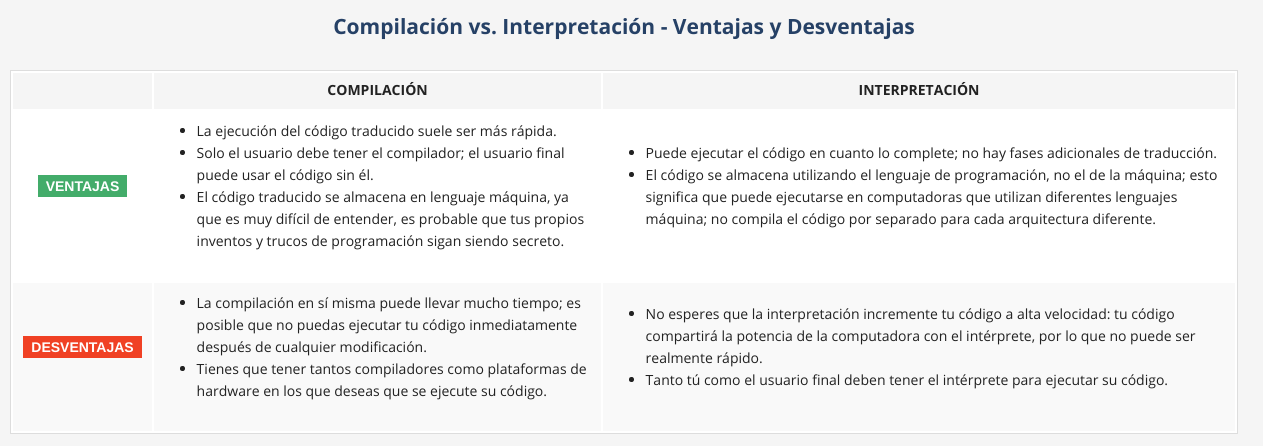 Compilación vs. Interpretación - Ventajas y Desventajas
COMPILACIÓN
INTERPRETACIÓN
VENTAJAS
La ejecución del código traducido suele ser más rápida.
Solo el usuario debe tener el compilador; el usuario final
puede usar el código sin él.
El código traducido se almacena en lenguaje máquina, ya
que es muy difícil de entender, es probable que tus propios
inventos y trucos de programación sigan siendo secreto.
Puede ejecutar el código en cuanto lo complete; no hay fases adicionales de traducción.
El código se almacena utilizando el lenguaje de programación, no el de la máquina; esto
significa que puede ejecutarse en computadoras que utilizan diferentes lenguajes
máquina; no compila el código por separado para cada arquitectura diferente.
DESVENTAJAS
La compilación en sí misma puede llevar mucho tiempo; es
posible que no puedas ejecutar tu código inmediatamente
después de cualquier modificación.
Tienes que tener tantos compiladores como plataformas de
hardware en los que deseas que se ejecute su código.
No esperes que la interpretación incremente tu código a alta velocidad: tu código
compartirá la potencia de la computadora con el intérprete, por lo que no puede ser
realmente rápido.
Tanto tú como el usuario final deben tener el intérprete para ejecutar su código.